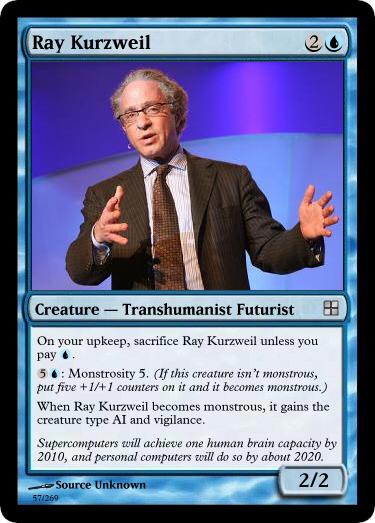 Ray Kurzweil 2
Creature — Transhumanist Futurist
On your upkeep, sacrifice Ray Kurzweil unless you
pay .
5 : Monstrosity 5. (If this creature isn't monstrous,
put five +1/+1 counters on it and it becomes monstrous.)
When Ray Kurzweil becomes monstrous, it gains the
creature type AI and vigilance.
Supercomputers will achieve one human brain capacity by
2010, and personal computers will do so by about 2020.
2/2
Source Unknown
57/269